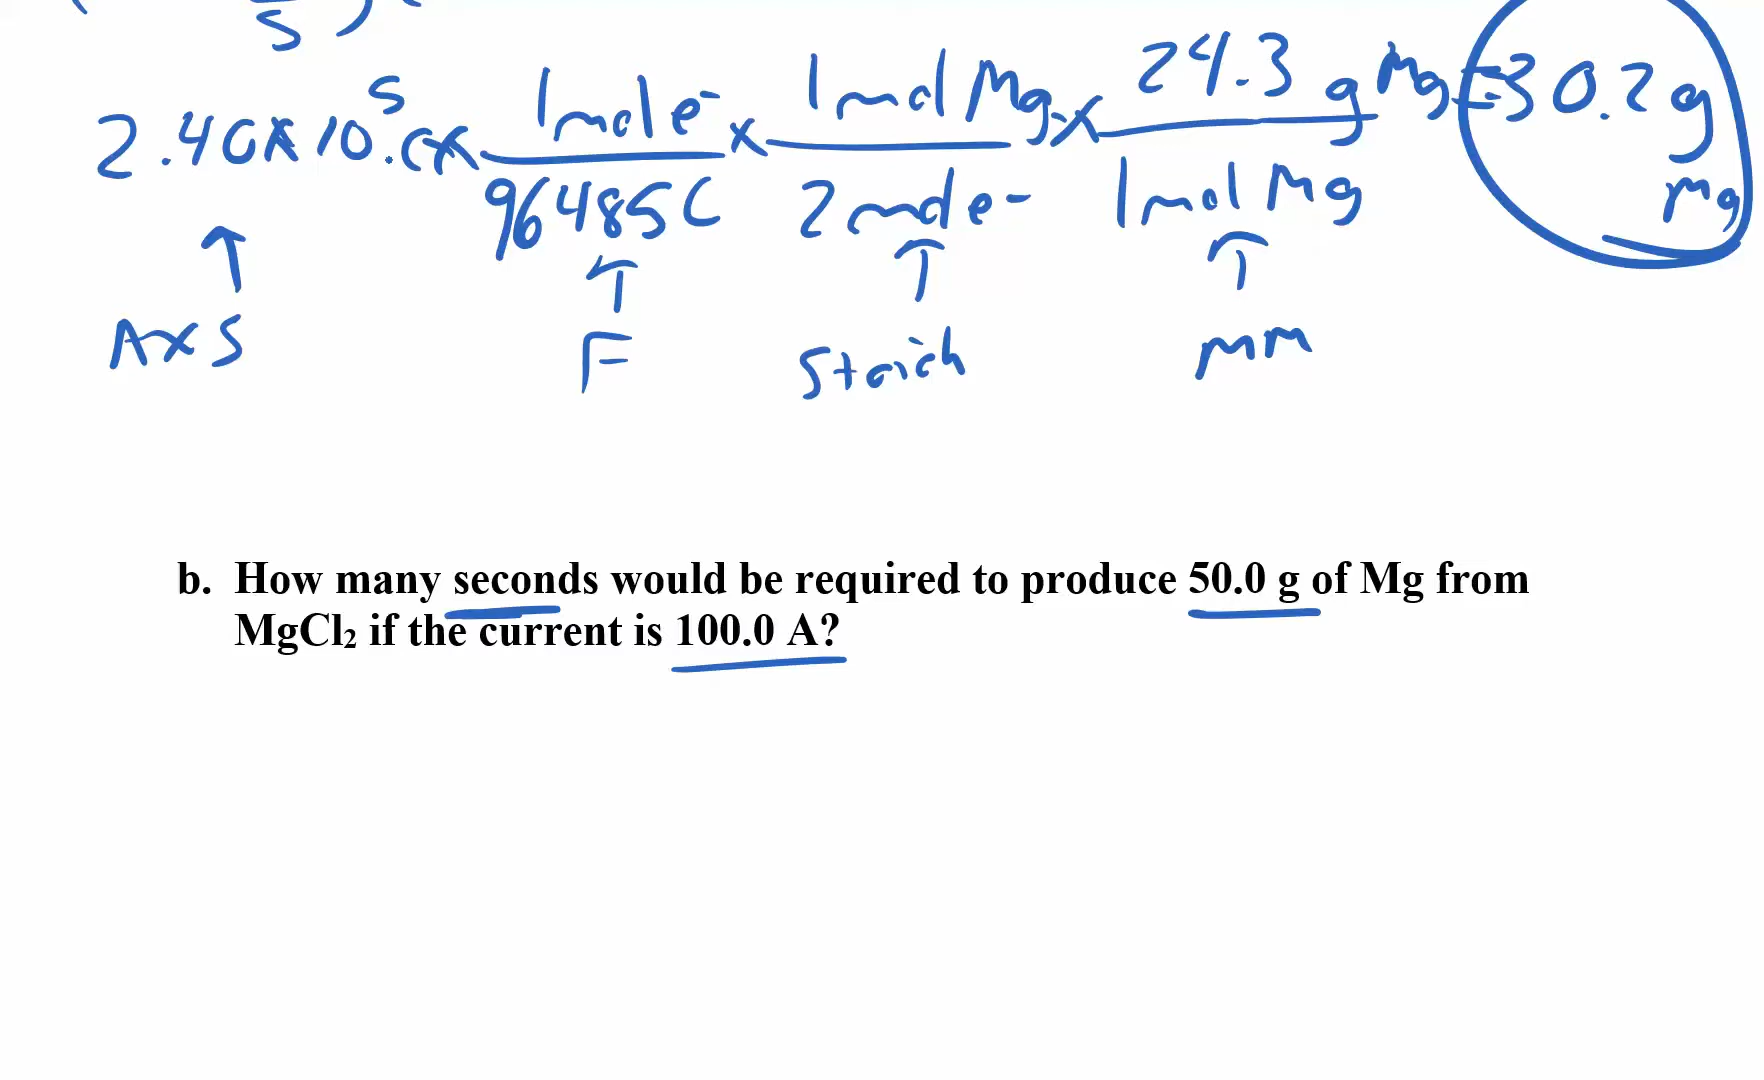 s )
2.40 x 10⁵ C x 1 mol e⁻ / 96485 C x 1 mol Mg / 2 mol e⁻ x 24.3 g Mg / 1 mol Mg = 30.2 g Mg
↑ ↑ ↑ ↑
A x S F Stoich MM
b. How many seconds would be required to produce 50.0 g of Mg from
MgCl₂ if the current is 100.0 A?